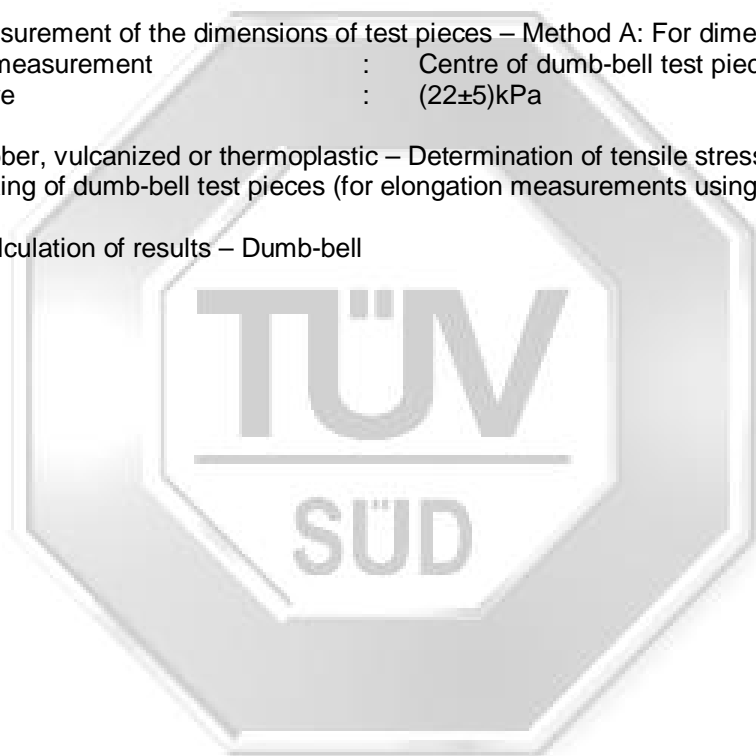 surement of the dimensions of test pieces – Method A: For dime
measurement : Centre of dumb-bell test piec
e : (22±5)kPa
ber, vulcanized or thermoplastic – Determination of tensile stres
ing of dumb-bell test pieces (for elongation measurements using
lculation of results – Dumb-bell
TÜV
SÜD